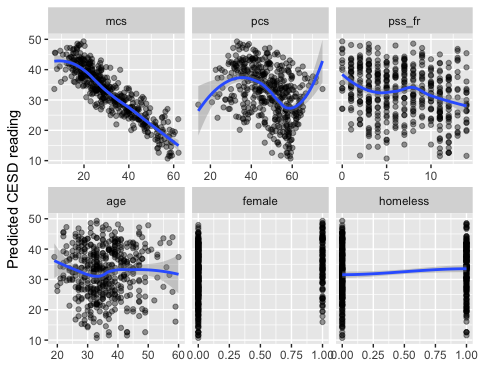 mcs pcs pss_fr
50
40
30
20
10
20 40 60 20 40 60 0 5 10
Predicted CESD reading
age female homeless
50
40
30
20
10
20 30 40 50 60 0.00 0.25 0.50 0.75 1.00 0.00 0.25 0.50 0.75 1.00